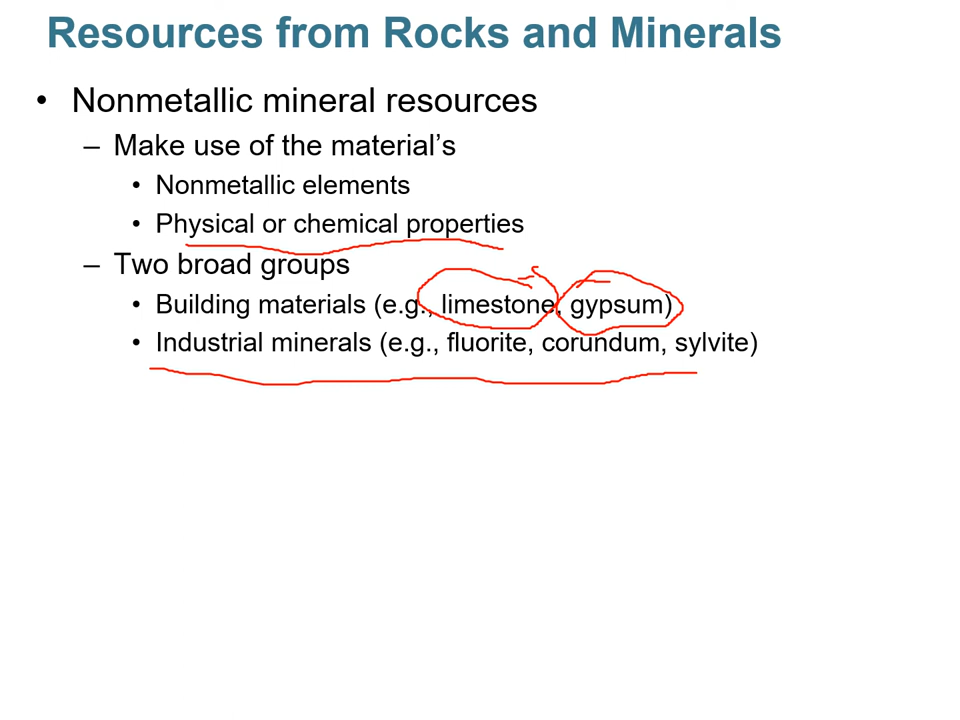 Resources from Rocks and Minerals
• Nonmetallic mineral resources
– Make use of the material’s
• Nonmetallic elements
• Physical or chemical properties
– Two broad groups
• Building materials (e.g., limestone, gypsum)
• Industrial minerals (e.g., fluorite, corundum, sylvite)